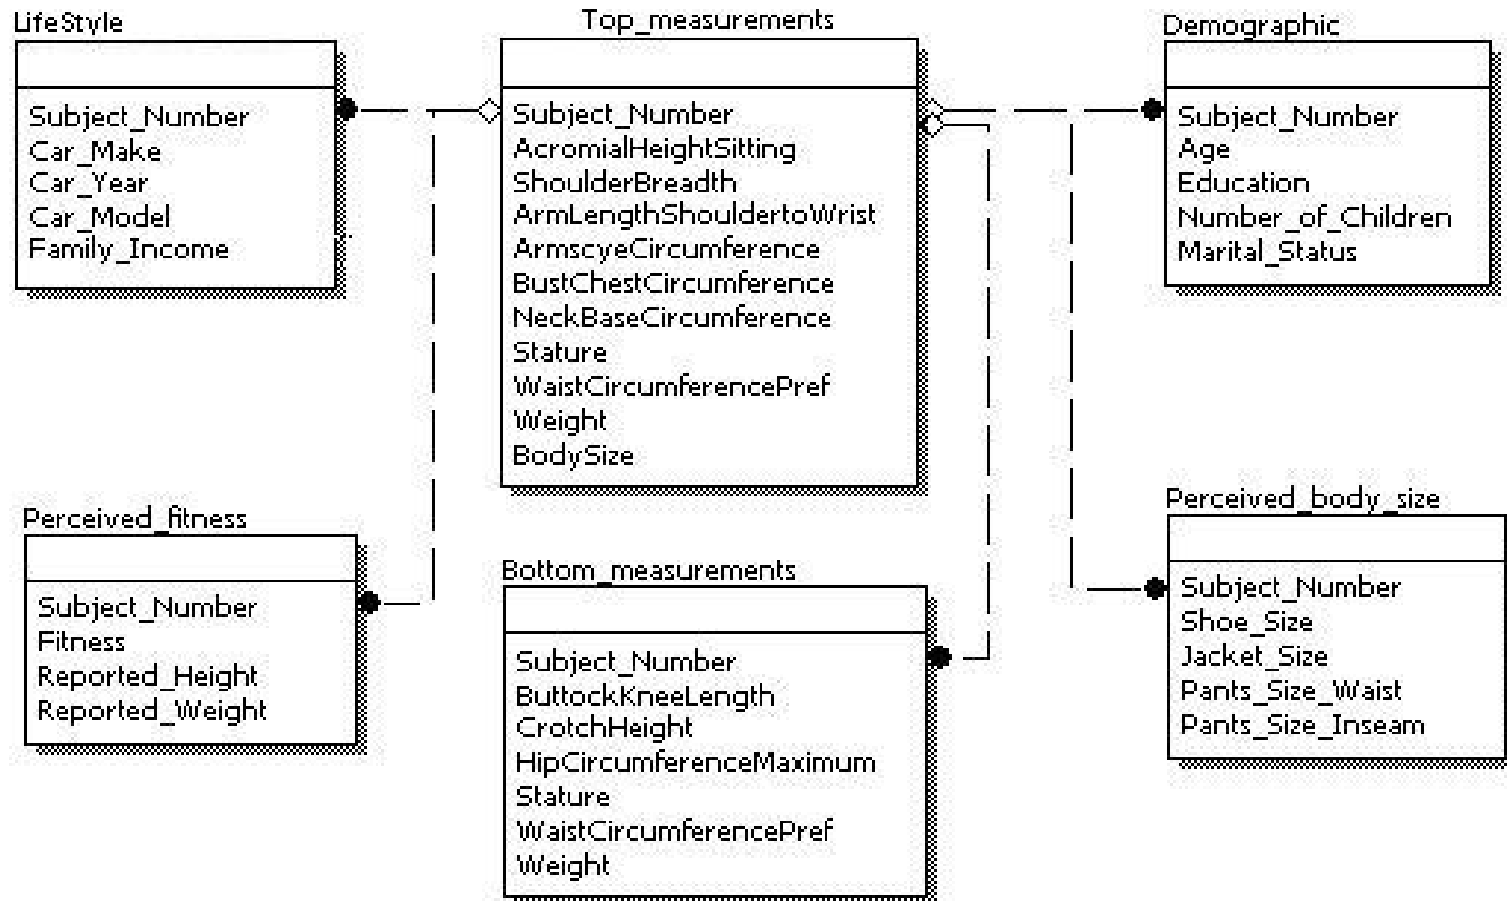 LifeStyle
Subject_Number
Car_Make
Car_Year
Car_Model
Family_Income
Top_measurements
Subject_Number
AcromialHeightSitting
ShoulderBreadth
ArmLengthShouldertoWrist
ArmscyeCircumference
BustChestCircumference
NeckBaseCircumference
Stature
WaistCircumferencePref
Weight
BodySize
Demographic
Subject_Number
Age
Education
Number_of_Children
Marital_Status
Perceived_fitness
Subject_Number
Fitness
Reported_Height
Reported_Weight
Bottom_measurements
Subject_Number
ButtockKneeLength
CrotchHeight
HipCircumferenceMaximum
Stature
WaistCircumferencePref
Weight
Perceived_body_size
Subject_Number
Shoe_Size
Jacket_Size
Pants_Size_Waist
Pants_Size_Inseam